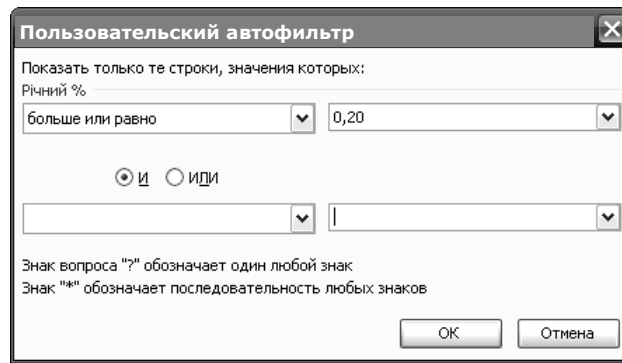 Пользовательский автофильтр
Показать только те строки, значения которых:
Річний %
больше или равно 0,20
И ИЛИ
Знак вопроса "?" обозначает один любой знак
Знак "*" обозначает последовательность любых знаков
ОК Отмена